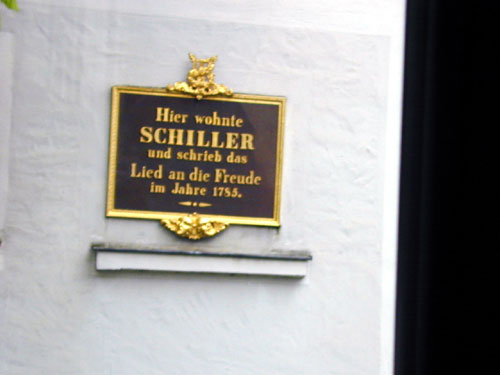 Hier wohnte
SCHILLER
und schrieb das
Lied an die Freude
im Jahre 1785.